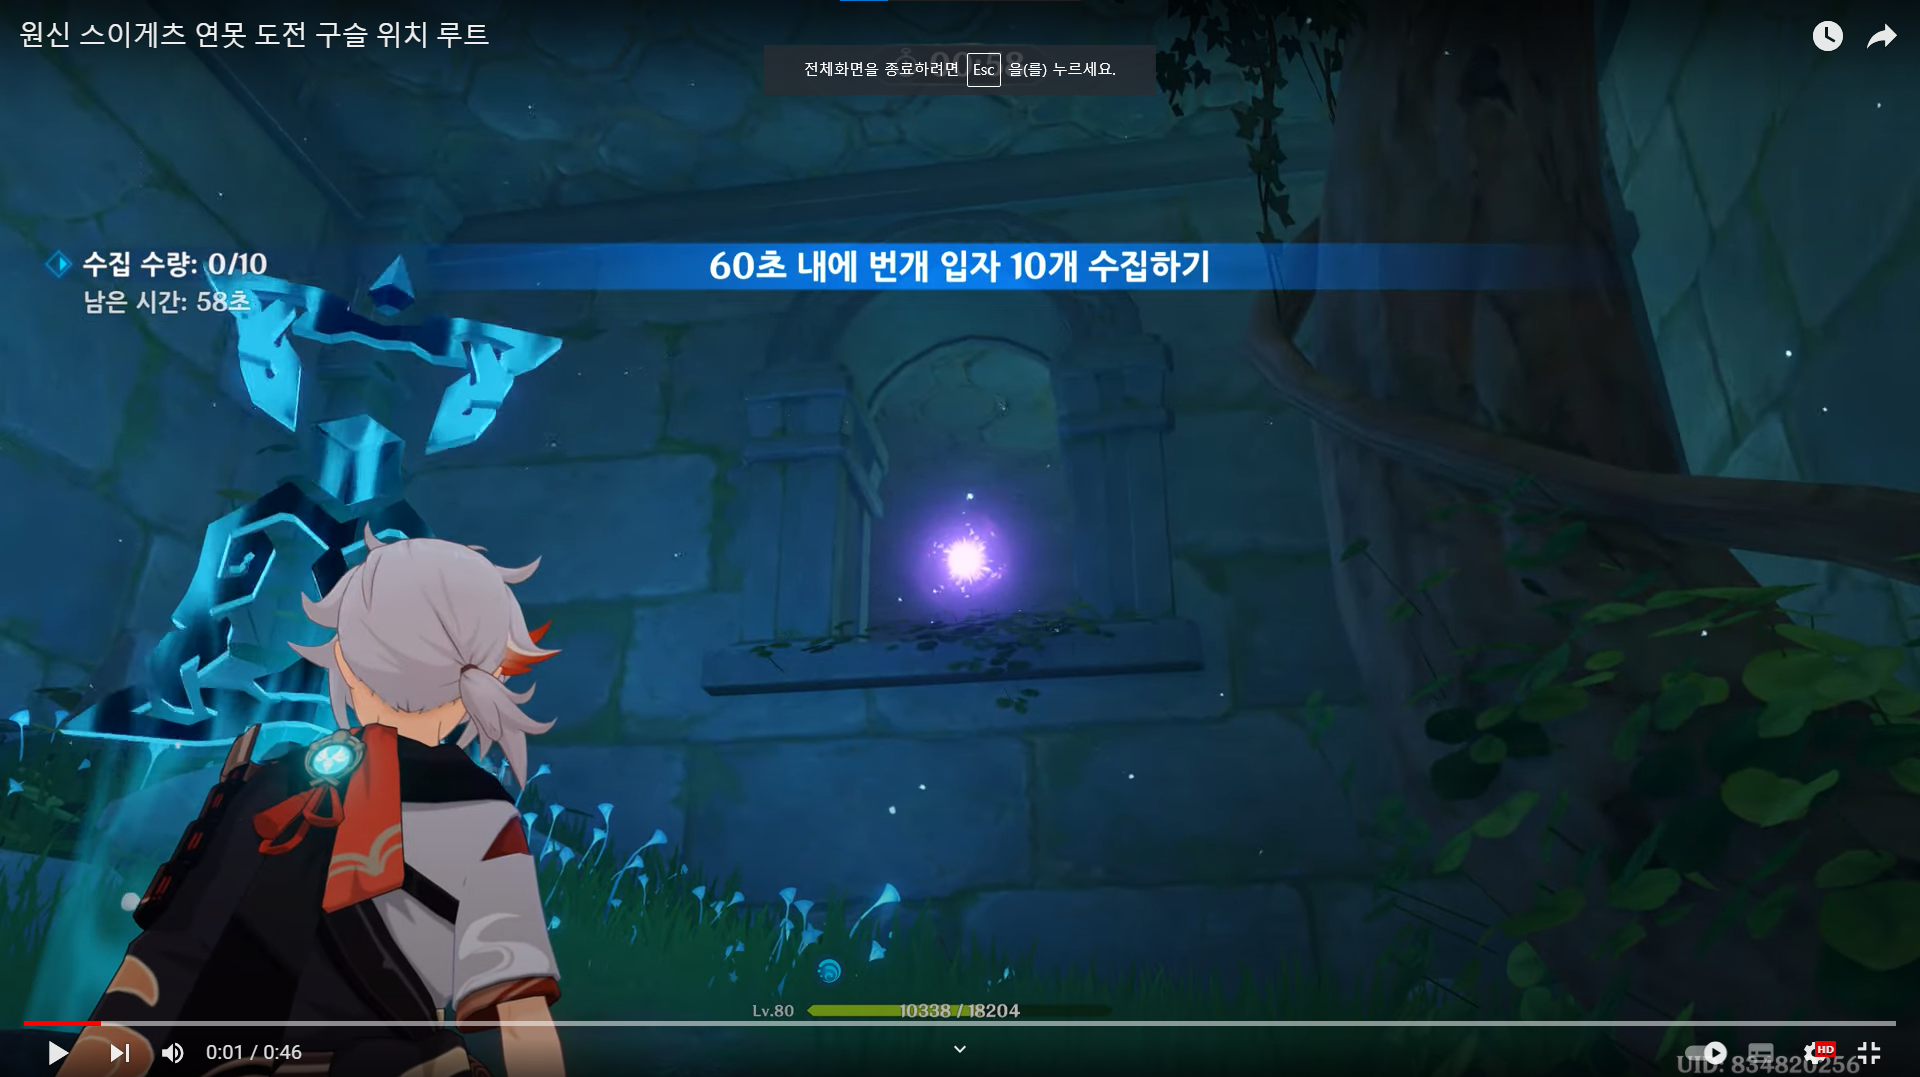 원신 스이게츠 연못 도전 구슬 위치 루트
전체화면을 종료하려면 Esc 을(를) 누르세요.
수집 수량: 0/10
남은 시간: 58초
60초 내에 번개 입자 10개 수집하기
Lv.80 10338 / 18204
0:01 / 0:46
HD
UID: 834820256